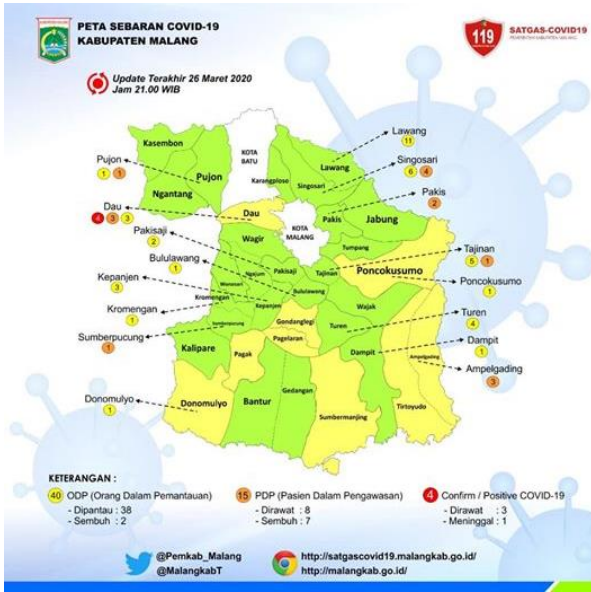 PETA SEBARAN COVID-19
KABUPATEN MALANG
119
SATGAS-COVID19
PEMERINTAH KABUPATEN MALANG
Update Terakhir 26 Maret 2020
Jam 21.00 WIB
Lawang
11
Singosari
6 4
Pakis
2
Pujon
1 1
Dau
4 3 3
Pakisaji
2
Bululawang
1
Kepanjen
3
Kromengan
1
Sumberpucung
1
Donomulyo
1
Tajinan
5 1
Poncokusumo
1
Turen
4
Dampit
1
Ampelgading
3
Kasembon
Pujon
Ngantang
KOTA
BATU
Karangploso
Singosari
Lawang
Dau
KOTA
MALANG
Pakis
Jabung
Wagir
Tumpang
Poncokusumo
Ngajum
Pakisaji
Tajinan
Wonosari
Bululawang
Kromengan
Kepanjen
Wajak
Sumberpucung
Gondanglegi
Turen
Pagelaran
Kalipare
Pagak
Dampit
Ampelgading
Donomulyo
Bantur
Gedangan
Sumbermanjing
Tirtoyudo
KETERANGAN :
40 ODP (Orang Dalam Pemantauan)
- Dipantau : 38
- Sembuh : 2
15 PDP (Pasien Dalam Pengawasan)
- Dirawat : 8
- Sembuh : 7
4 Confirm / Positive COVID-19
- Dirawat : 3
- Meninggal : 1
@Pemkab_Malang
@MalangkabT
http://satgascovid19.malangkab.go.id/
http://malangkab.go.id/